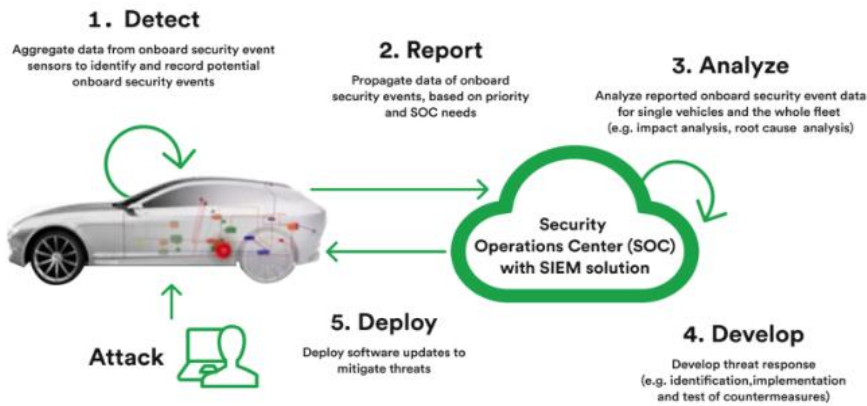 1. Detect
Aggregate data from onboard security event
sensors to identify and record potential
onboard security events
2. Report
Propagate data of onboard
security events, based on priority
and SOC needs
3. Analyze
Analyze reported onboard security event data
for single vehicles and the whole fleet
(e.g. impact analysis, root cause analysis)
Security
Operations Center (SOC)
with SIEM solution
4. Develop
Develop threat response
(e.g. identification,implementation
and test of countermeasures)
5. Deploy
Deploy software updates to
mitigate threats
Attack